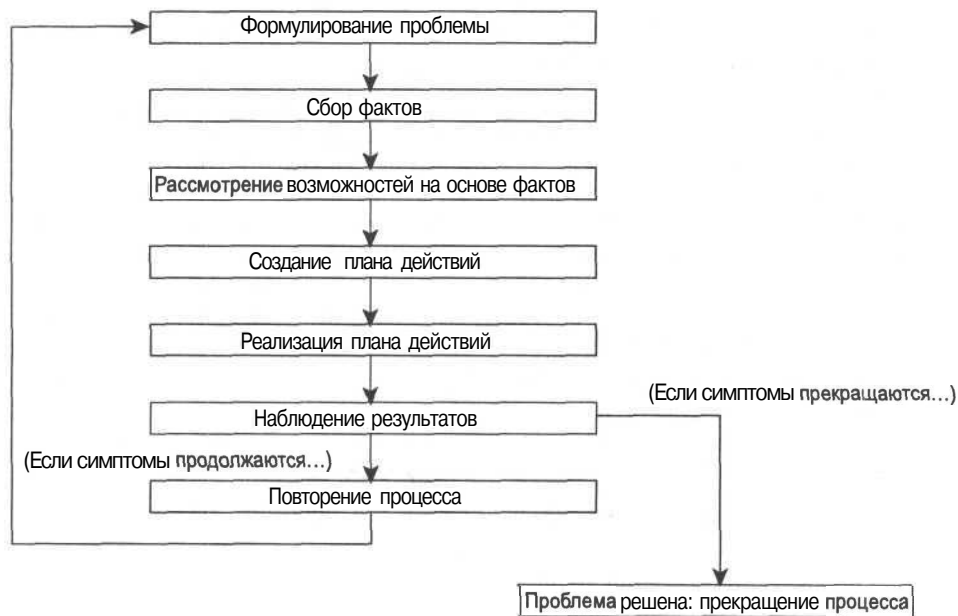 Формулирование проблемы
Сбор фактов
Рассмотрение возможностей на основе фактов
Создание плана действий
Реализация плана действий
(Если симптомы прекращаются...)
Наблюдение результатов
(Если симптомы продолжаются...)
Повторение процесса
Проблема решена: прекращение процесса